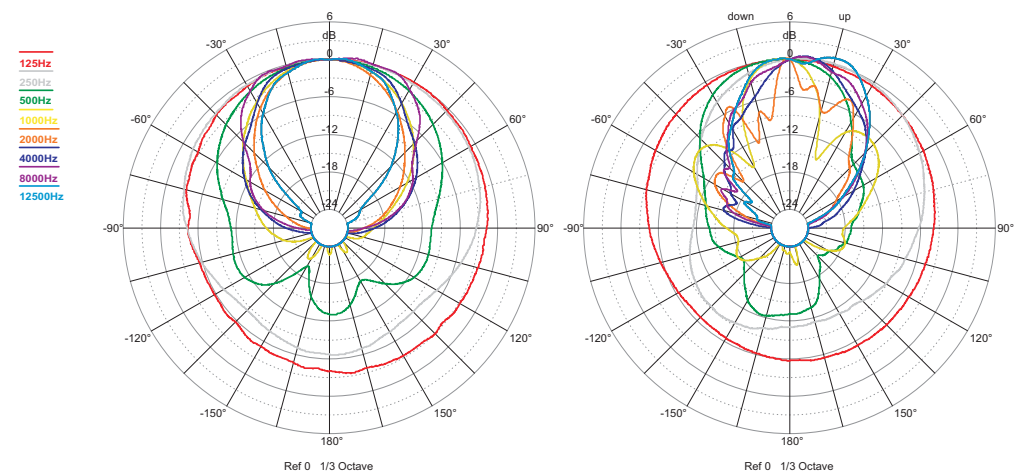 125Hz
250Hz
500Hz
1000Hz
2000Hz
4000Hz
8000Hz
12500Hz
6
dB
0
-6
-12
-18
-24
-30°
30°
-60°
60°
-90°
90°
-120°
120°
-150°
150°
180°
Ref 0 1/3 Octave
down 6 up
dB
0
-6
-12
-18
-24
-30°
30°
-60°
60°
-90°
90°
-120°
120°
-150°
150°
180°
Ref 0 1/3 Octave